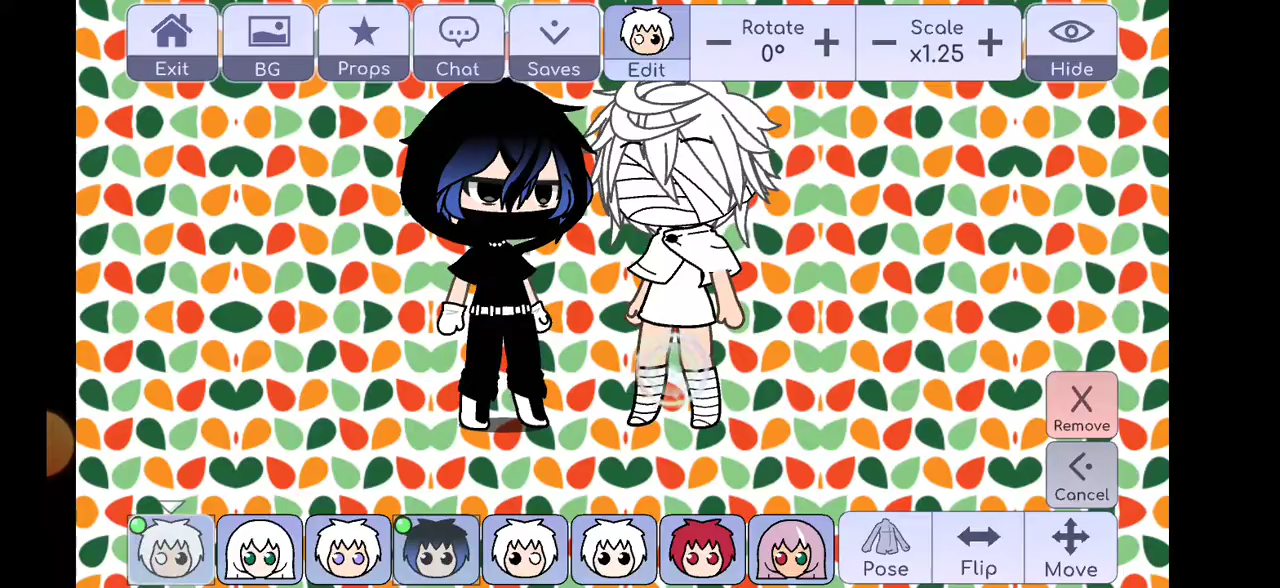 Exit
BG
Props
Chat
Saves
Edit
Rotate
0°
Scale
x1.25
Hide
Remove
Cancel
Pose
Flip
Move